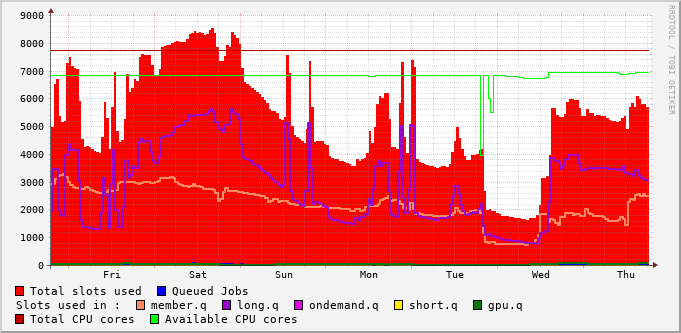 9000
8000
7000
6000
5000
4000
3000
2000
1000
0
Fri Sat Sun Mon Tue Wed Thu
RRDTOOL / TOBI OETIKER
Total slots used Queued Jobs
Slots used in : member.q long.q ondemand.q short.q gpu.q
Total CPU cores Available CPU cores